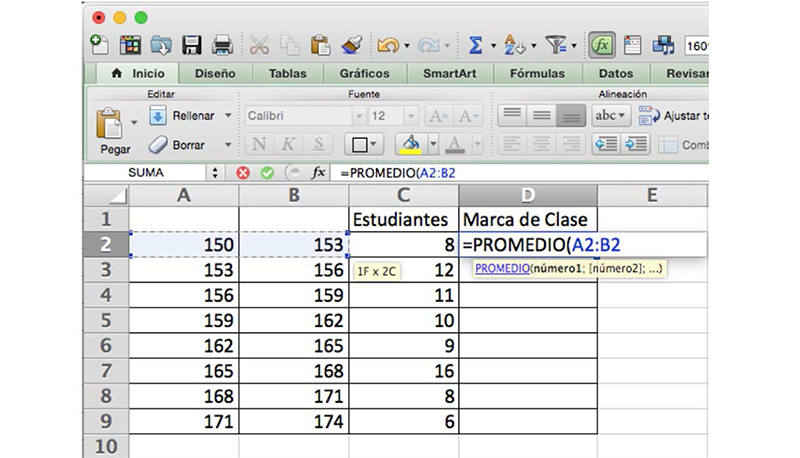 160%
Inicio Diseño Tablas Gráficos SmartArt Fórmulas Datos Revisar
Editar Fuente Alineación
Pegar Rellenar Calibri 12 A A abc Ajustar te
Borrar N K S A Comb
SUMA fx =PROMEDIO(A2:B2
A B C D E
1 Estudiantes Marca de Clase
2 150 153 8 =PROMEDIO(A2:B2
3 153 156 1F x 2C 12 PROMEDIO(número1; [número2]; ...)
4 156 159 11
5 159 162 10
6 162 165 9
7 165 168 16
8 168 171 8
9 171 174 6
10